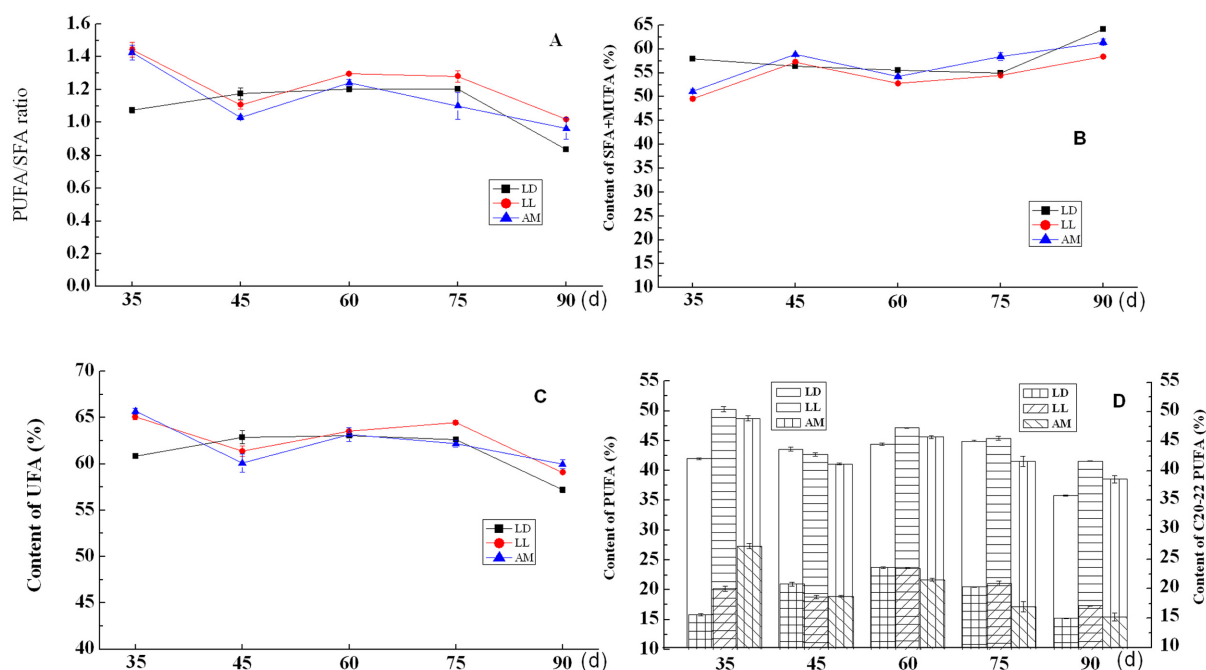 A
PUFA/SFA ratio
1.6
1.4
1.2
1.0
0.8
0.6
0.4
0.2
0.0
LD
LL
AM
35 45 60 75 90 (d)
B
Content of SFA+MUFA (%)
65
60
55
50
45
40
35
30
25
20
15
10
LD
LL
AM
35 45 60 75 90 (d)
C
Content of UFA (%)
70
65
60
55
50
45
40
LD
LL
AM
35 45 60 75 90 (d)
D
Content of PUFA (%)
55
50
45
40
35
30
25
20
15
10
LD
LL
AM
LD
LL
AM
55
50
45
40
35
30
25
20
15
10
Content of C20-22 PUFA (%)
35 45 60 75 90 (d)